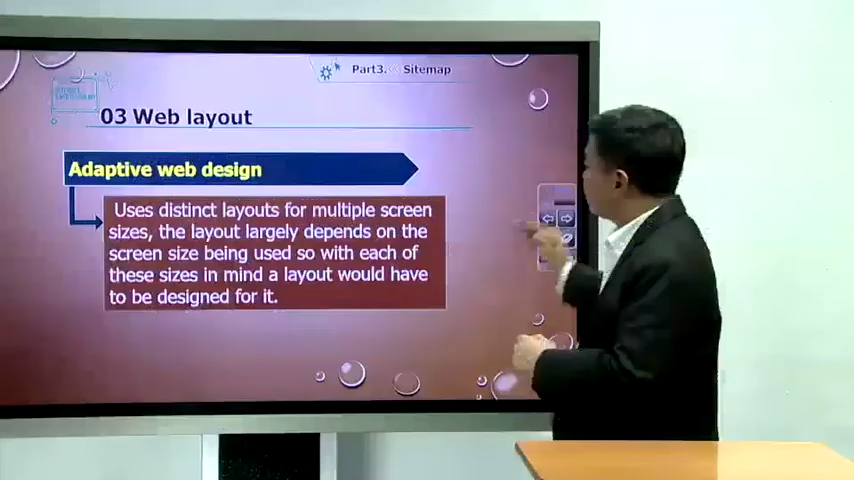 Part3. Sitemap
03 Web layout
Adaptive web design
Uses distinct layouts for multiple screen
sizes, the layout largely depends on the
screen size being used so with each of
these sizes in mind a layout would have
to be designed for it.